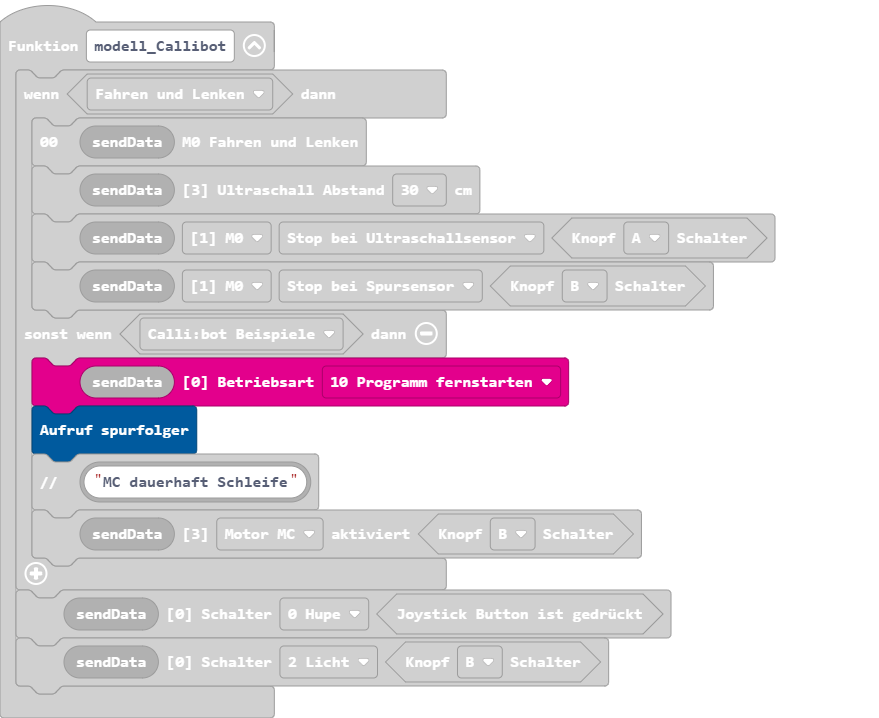 Funktion modell_Callibot
wenn Fahren und Lenken dann
00 sendData M0 Fahren und Lenken
sendData [3] Ultraschall Abstand 30 cm
sendData [1] M0 Stop bei Ultraschallsensor Knopf A Schalter
sendData [1] M0 Stop bei Spursensor Knopf B Schalter
sonst wenn Calli:bot Beispiele dann
sendData [0] Betriebsart 10 Programm fernstarten
Aufruf spurfolger
// "MC dauerhaft Schleife"
sendData [3] Motor MC aktiviert Knopf B Schalter
sendData [0] Schalter 0 Hupe Joystick Button ist gedrückt
sendData [0] Schalter 2 Licht Knopf B Schalter